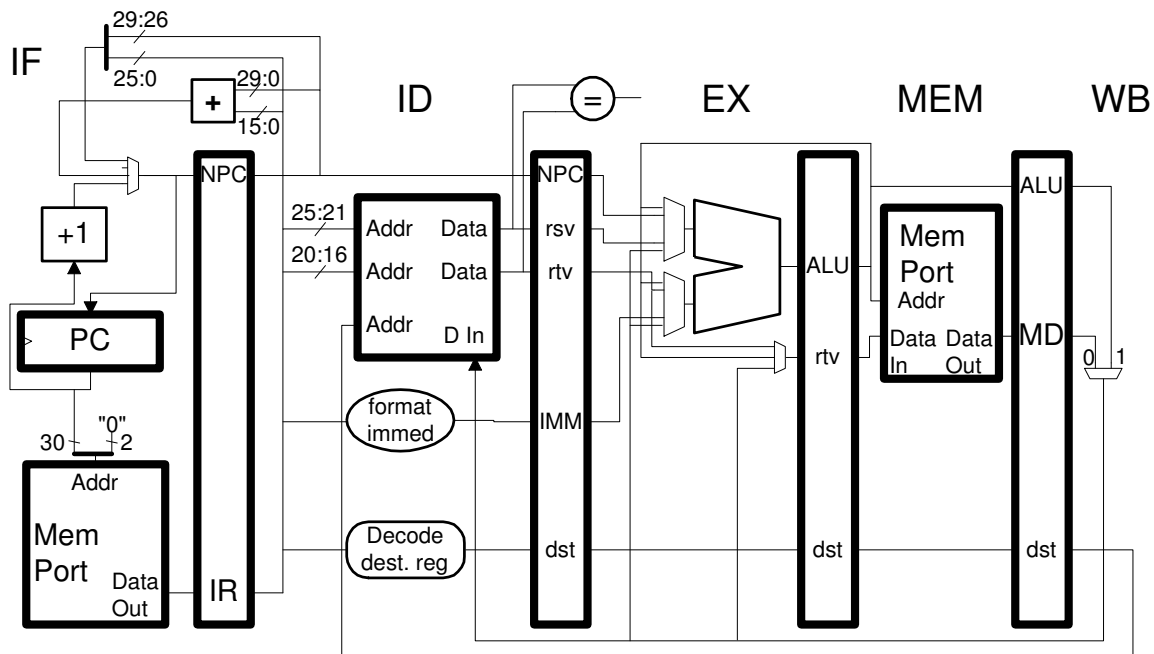 29:26
25:0
IF
ID
EX
MEM
WB
+
29:0
15:0
=
NPC
NPC
ALU
+1
25:21
20:16
Addr
Data
Addr
Data
Addr
D In
rsv
rtv
ALU
rtv
Mem
Port
Addr
Data
In
Data
Out
MD
0
1
PC
format
immed
IMM
30
"0"
2
Addr
Mem
Port
Data
Out
IR
Decode
dest. reg
dst
dst
dst